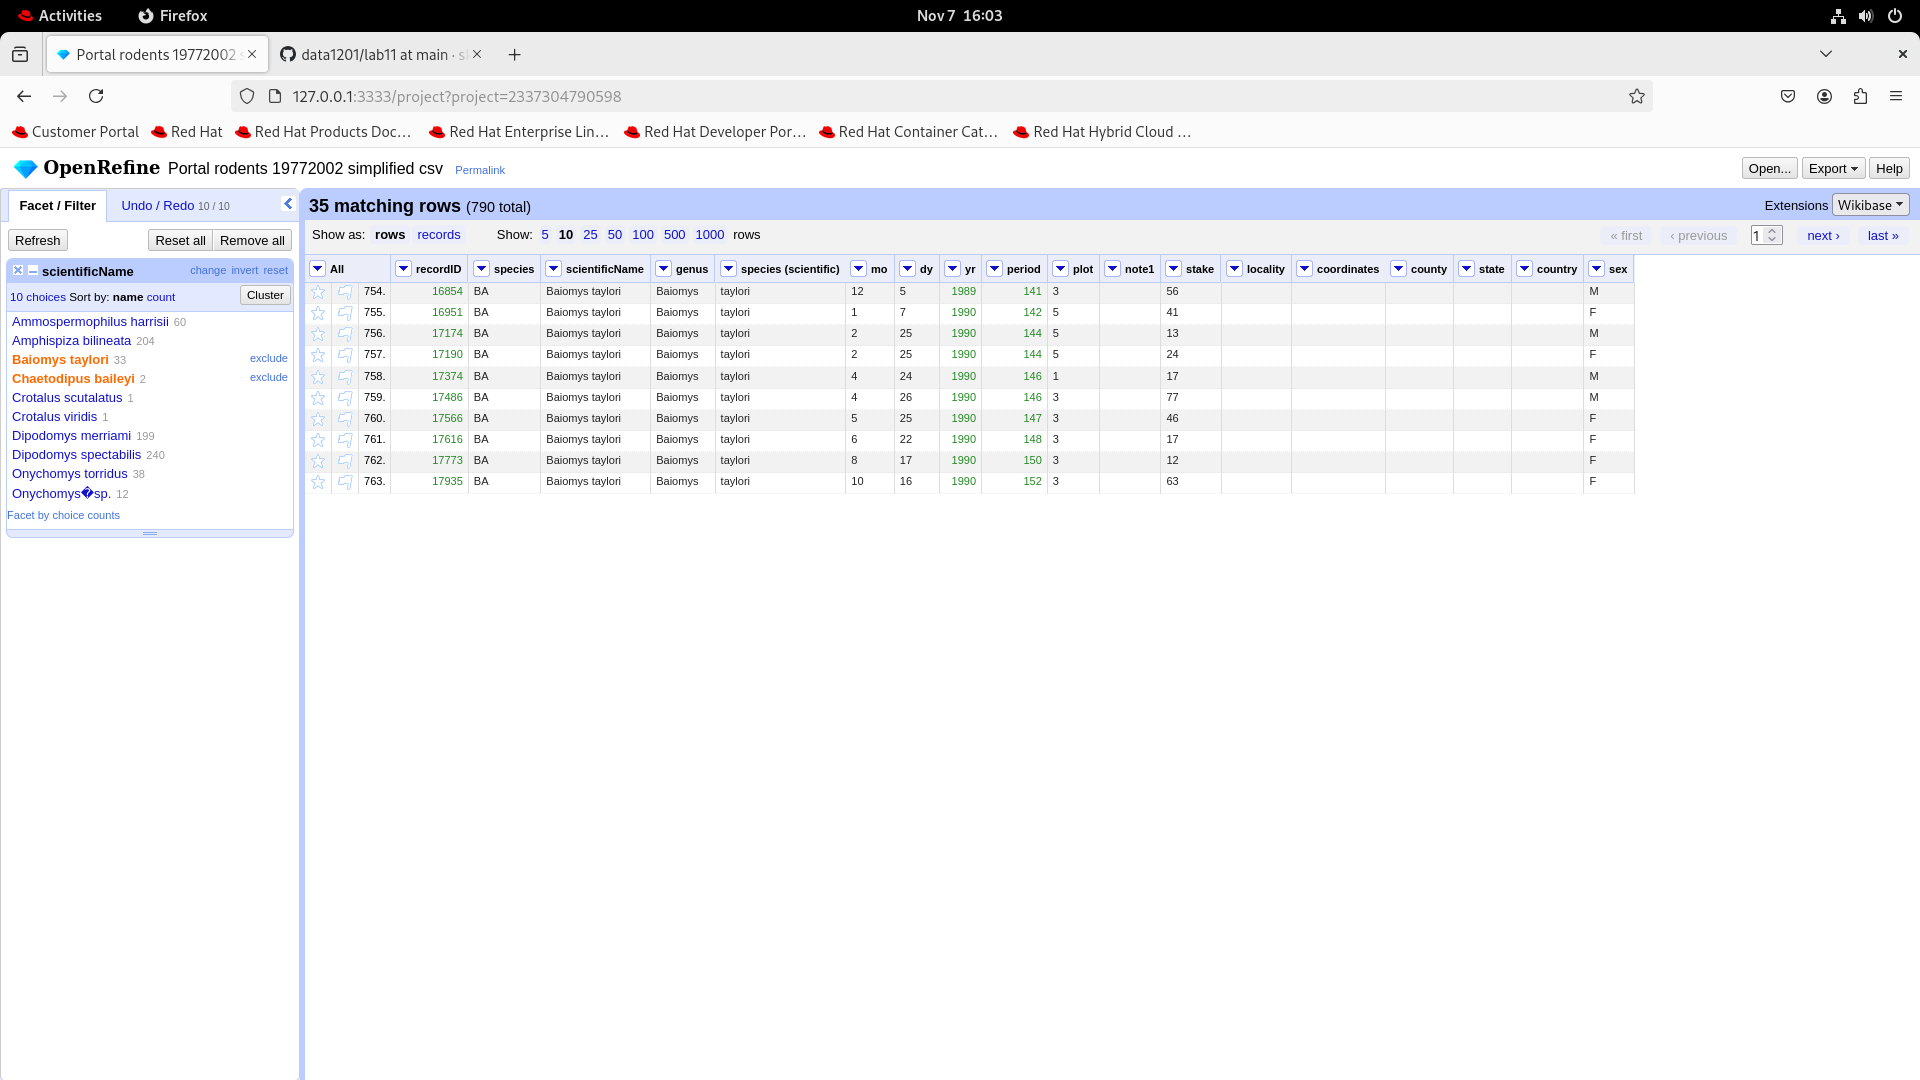 Activities Firefox Nov 7 16:03
Portal rodents 19772002 s data1201/lab11 at main · s
127.0.0.1:3333/project?project=2337304790598
Customer Portal Red Hat Red Hat Products Doc… Red Hat Enterprise Lin… Red Hat Developer Por… Red Hat Container Cat… Red Hat Hybrid Cloud …
OpenRefine Portal rodents 19772002 simplified csv Permalink Open... Export Help
Facet / Filter Undo / Redo 10 / 10
35 matching rows (790 total) Extensions Wikibase
Refresh Reset all Remove all
Show as: rows records Show: 5 10 25 50 100 500 1000 rows « first ‹ previous 1 next › last »
scientificName change invert reset
10 choices Sort by: name count Cluster
Ammospermophilus harrisii 60
Amphispiza bilineata 204
Baiomys taylori 33 exclude
Chaetodipus baileyi 2 exclude
Crotalus scutalatus 1
Crotalus viridis 1
Dipodomys merriami 199
Dipodomys spectabilis 240
Onychomys torridus 38
Onychomys�sp. 12
Facet by choice counts
All recordID species scientificName genus species (scientific) mo dy yr period plot note1 stake locality coordinates county state country sex
754. 16854 BA Baiomys taylori Baiomys taylori 12 5 1989 141 3 56 M
755. 16951 BA Baiomys taylori Baiomys taylori 1 7 1990 142 5 41 F
756. 17174 BA Baiomys taylori Baiomys taylori 2 25 1990 144 5 13 M
757. 17190 BA Baiomys taylori Baiomys taylori 2 25 1990 144 5 24 F
758. 17374 BA Baiomys taylori Baiomys taylori 4 24 1990 146 1 17 M
759. 17486 BA Baiomys taylori Baiomys taylori 4 26 1990 146 3 77 M
760. 17566 BA Baiomys taylori Baiomys taylori 5 25 1990 147 3 46 F
761. 17616 BA Baiomys taylori Baiomys taylori 6 22 1990 148 3 17 F
762. 17773 BA Baiomys taylori Baiomys taylori 8 17 1990 150 3 12 F
763. 17935 BA Baiomys taylori Baiomys taylori 10 16 1990 152 3 63 F